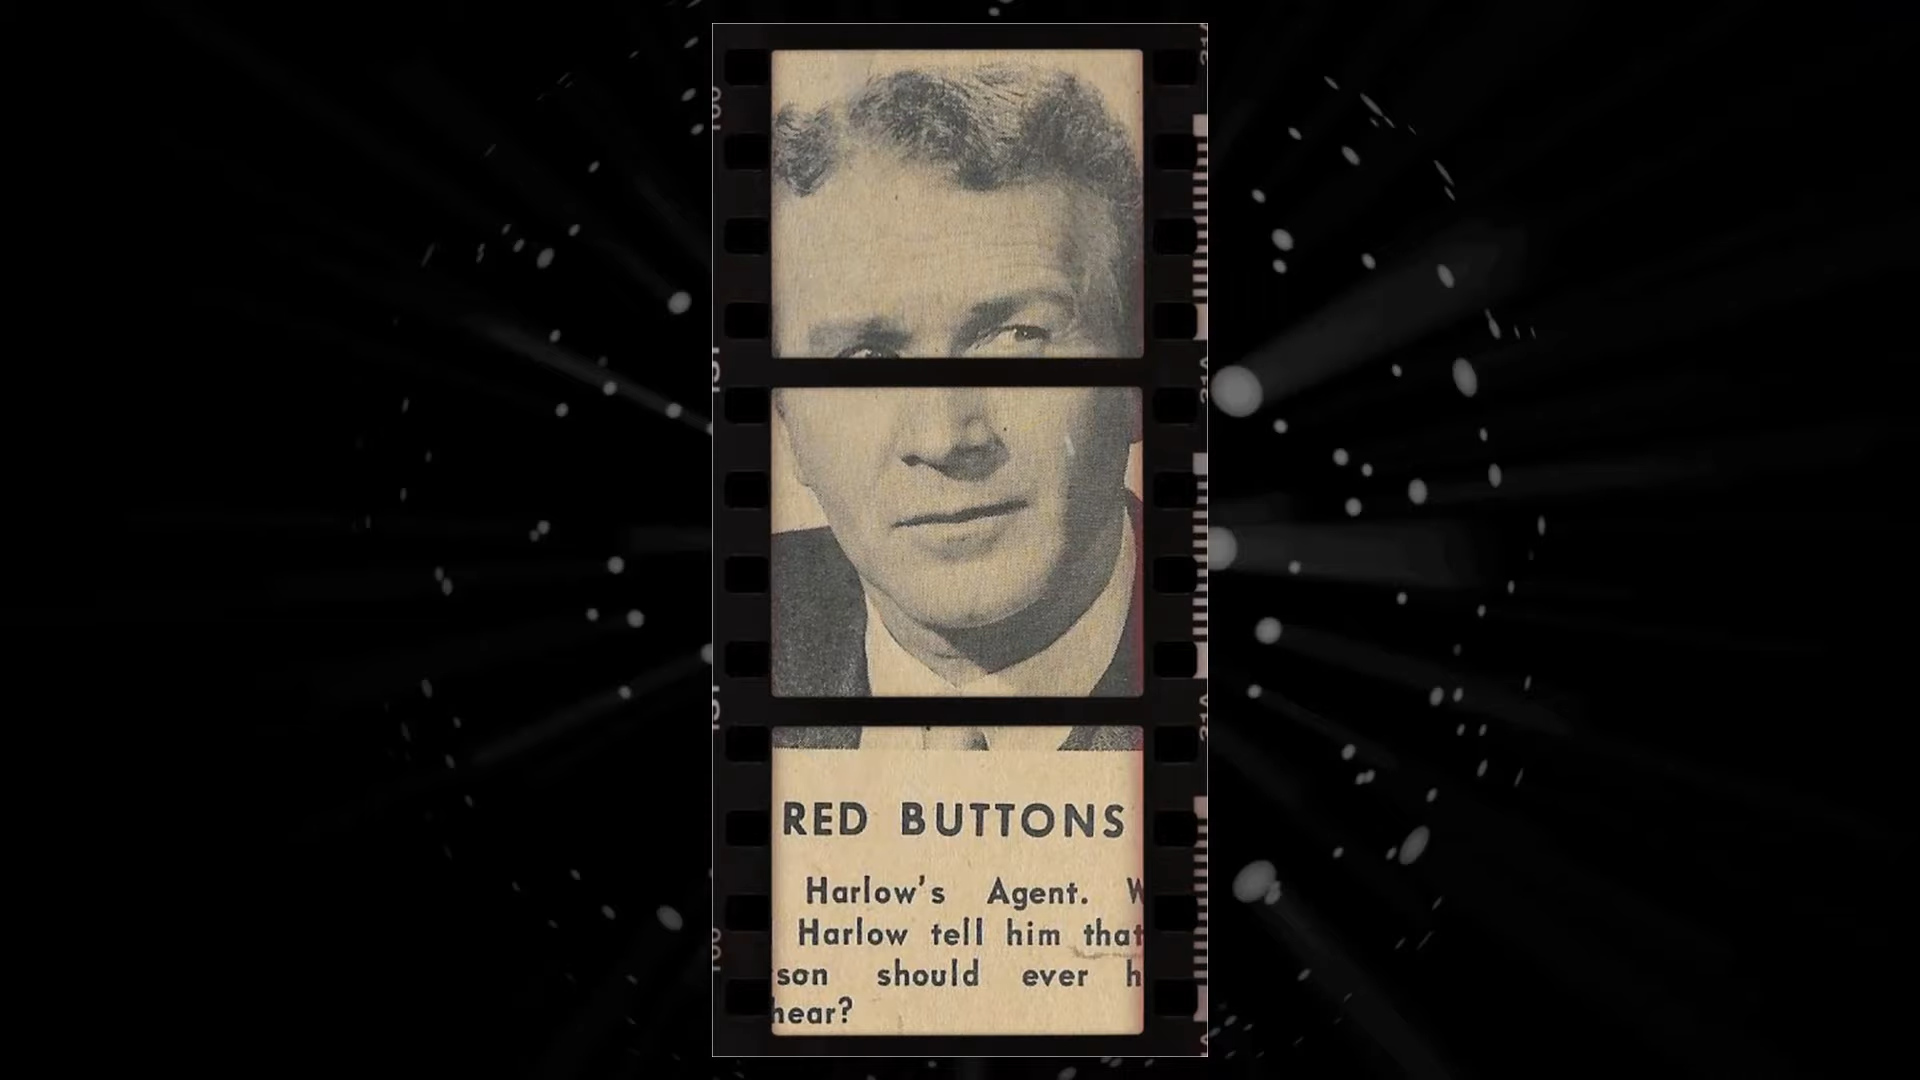 RED BUTTONS
Harlow's Agent. W
Harlow tell him that
son should ever h
hear?